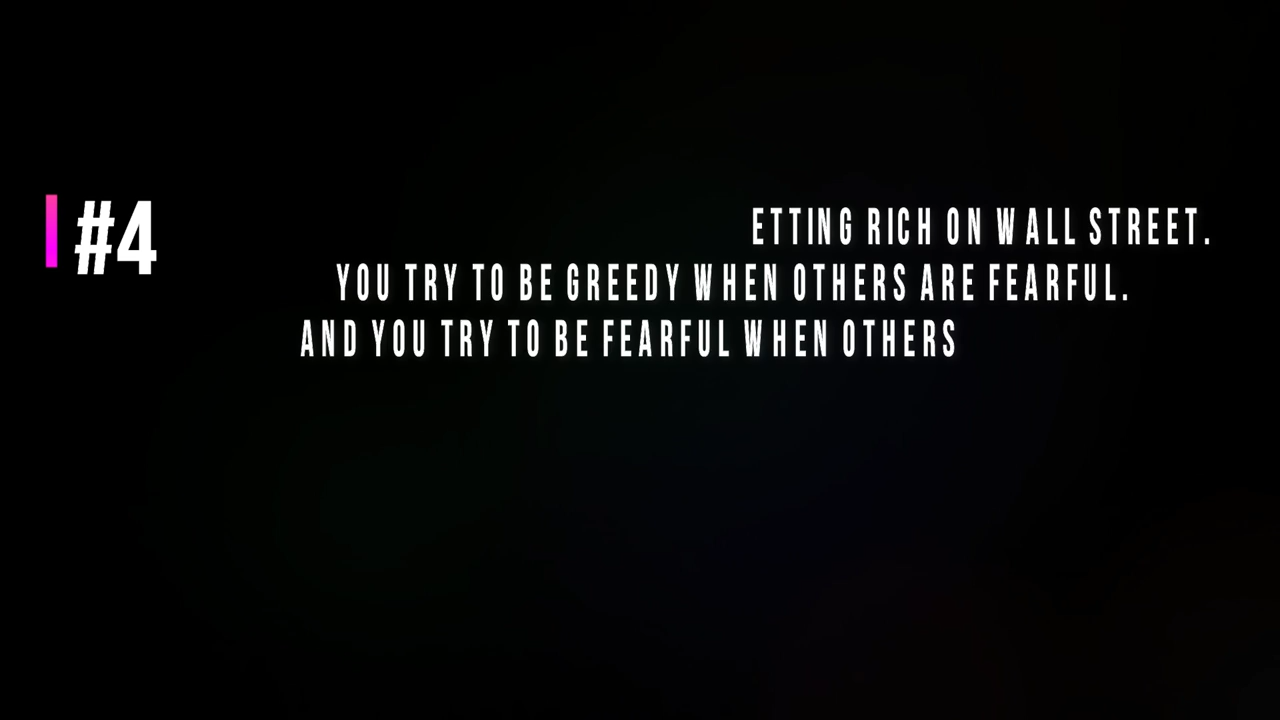 #4
ETTING RICH ON WALL STREET.
YOU TRY TO BE GREEDY WHEN OTHERS ARE FEARFUL.
AND YOU TRY TO BE FEARFUL WHEN OTHERS